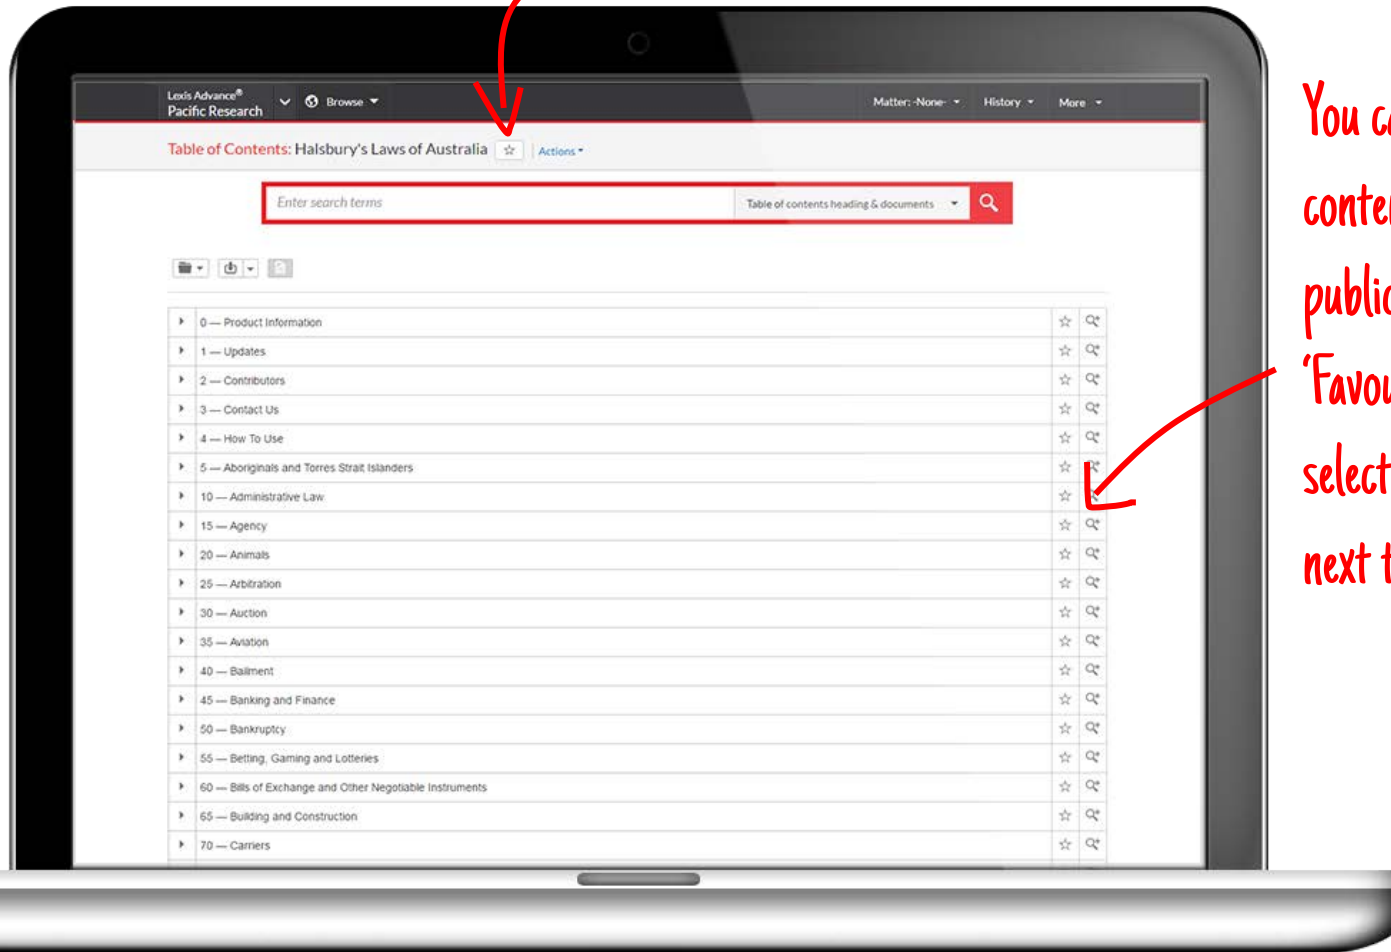 Lexis Advance®
Pacific Research
Browse
Matter: -None-
History
More
Table of Contents: Halsbury's Laws of Australia
Actions
Enter search terms
Table of contents heading & documents
0 — Product Information
1 — Updates
2 — Contributors
3 — Contact Us
4 — How To Use
5 — Aboriginals and Torres Strait Islanders
10 — Administrative Law
15 — Agency
20 — Animals
25 — Arbitration
30 — Auction
35 — Aviation
40 — Bailment
45 — Banking and Finance
50 — Bankruptcy
55 — Betting, Gaming and Lotteries
60 — Bills of Exchange and Other Negotiable Instruments
65 — Building and Construction
70 — Carriers
You
select
next